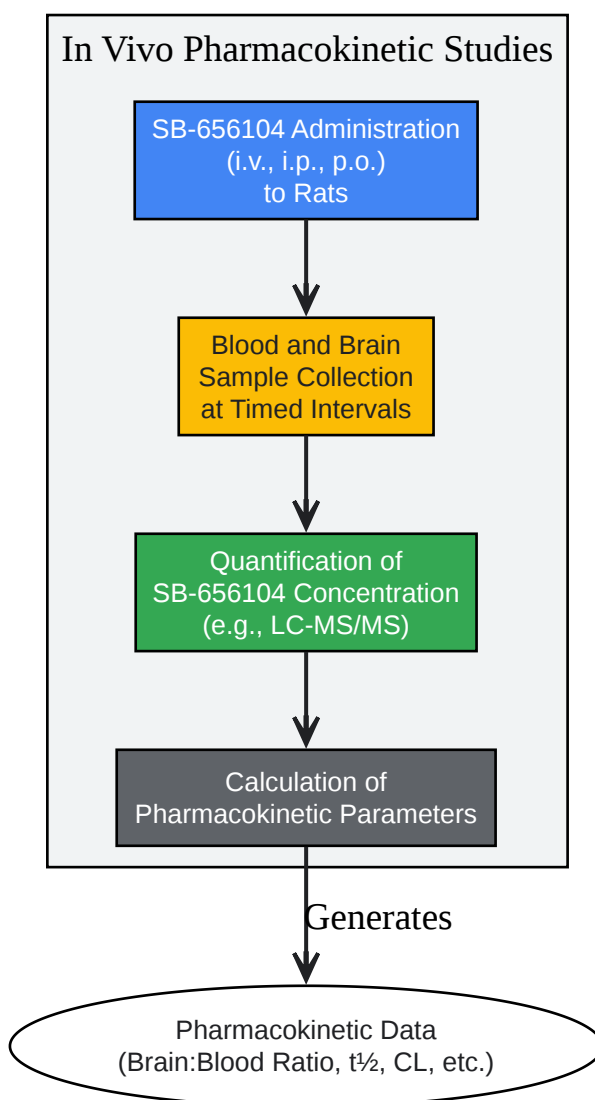 In Vivo Pharmacokinetic Studies
SB-656104 Administration
(i.v., i.p., p.o.)
to Rats
Blood and Brain
Sample Collection
at Timed Intervals
Quantification of
SB-656104 Concentration
(e.g., LC-MS/MS)
Calculation of
Pharmacokinetic Parameters
Generates
Pharmacokinetic Data
(Brain:Blood Ratio, t½, CL, etc.)